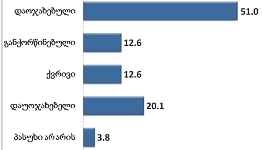 დაოჯახებული 51.0
განქორწინებული 12.6
ქვრივი 12.6
დაუოჯახებელი 20.1
პასუხი არ არის 3.8